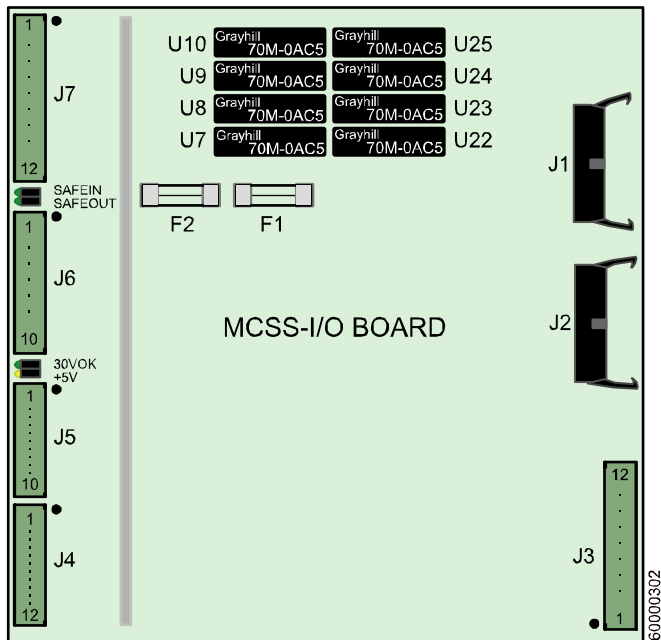 1
J7
12
SAFEIN
SAFEOUT
1
J6
10
30VOK
+5V
1
J5
10
1
J4
12
U10 Grayhill 70M-0AC5 Grayhill 70M-0AC5 U25
U9 Grayhill 70M-0AC5 Grayhill 70M-0AC5 U24
U8 Grayhill 70M-0AC5 Grayhill 70M-0AC5 U23
U7 Grayhill 70M-0AC5 Grayhill 70M-0AC5 U22
F2 F1
MCSS-I/O BOARD
J1
J2
12
J3
1
60000302